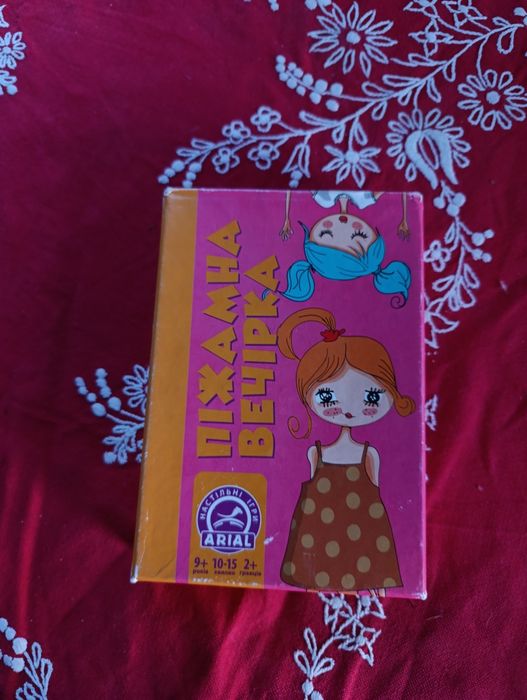 ПІЖАМНА
ВЕЧІРКА
НАСТІЛЬНІ ІГРИ
ARIAL
9+ 10-15 2+
років хвилин гравців